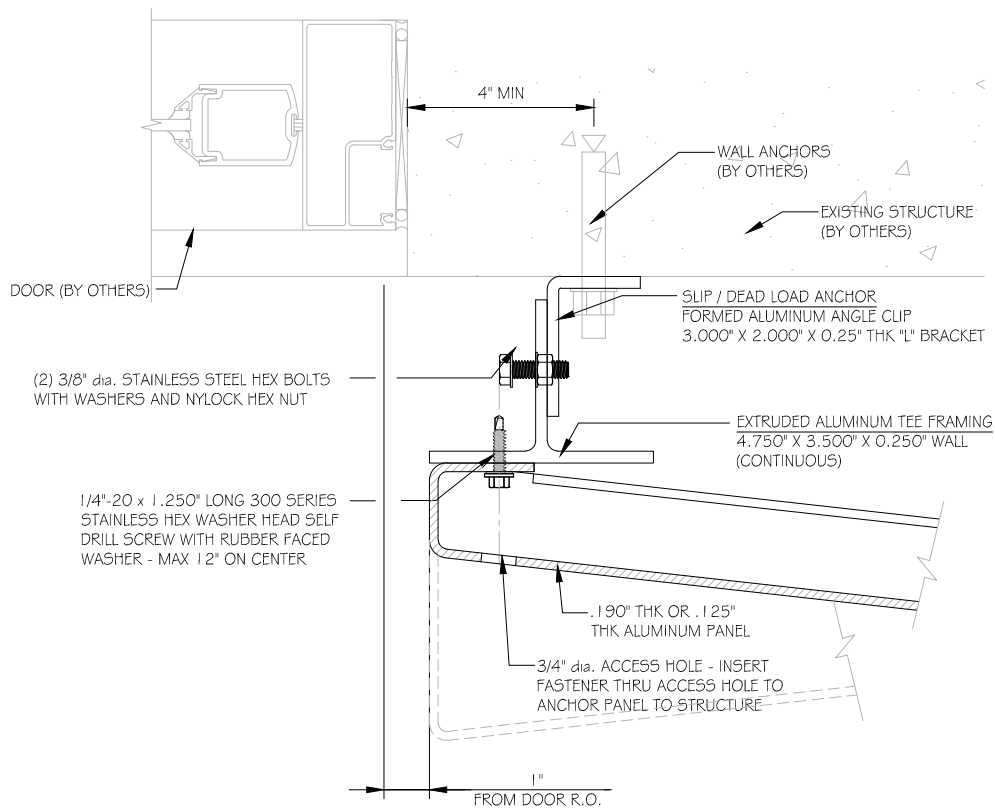 4" MIN
WALL ANCHORS
(BY OTHERS)
EXISTING STRUCTURE
(BY OTHERS)
DOOR (BY OTHERS)
SLIP / DEAD LOAD ANCHOR
FORMED ALUMINUM ANGLE CLIP
3.000" X 2.000" X 0.25" THK "L" BRACKET
(2) 3/8" dia. STAINLESS STEEL HEX BOLTS
WITH WASHERS AND NYLOCK HEX NUT
EXTRUDED ALUMINUM TEE FRAMING
4.750" X 3.500" X 0.250" WALL
(CONTINUOUS)
1/4"-20 x 1.250" LONG 300 SERIES
STAINLESS HEX WASHER HEAD SELF
DRILL SCREW WITH RUBBER FACED
WASHER - MAX 12" ON CENTER
.190" THK OR .125"
THK ALUMINUM PANEL
3/4" dia. ACCESS HOLE - INSERT
FASTENER THRU ACCESS HOLE TO
ANCHOR PANEL TO STRUCTURE
1"
FROM DOOR R.O.